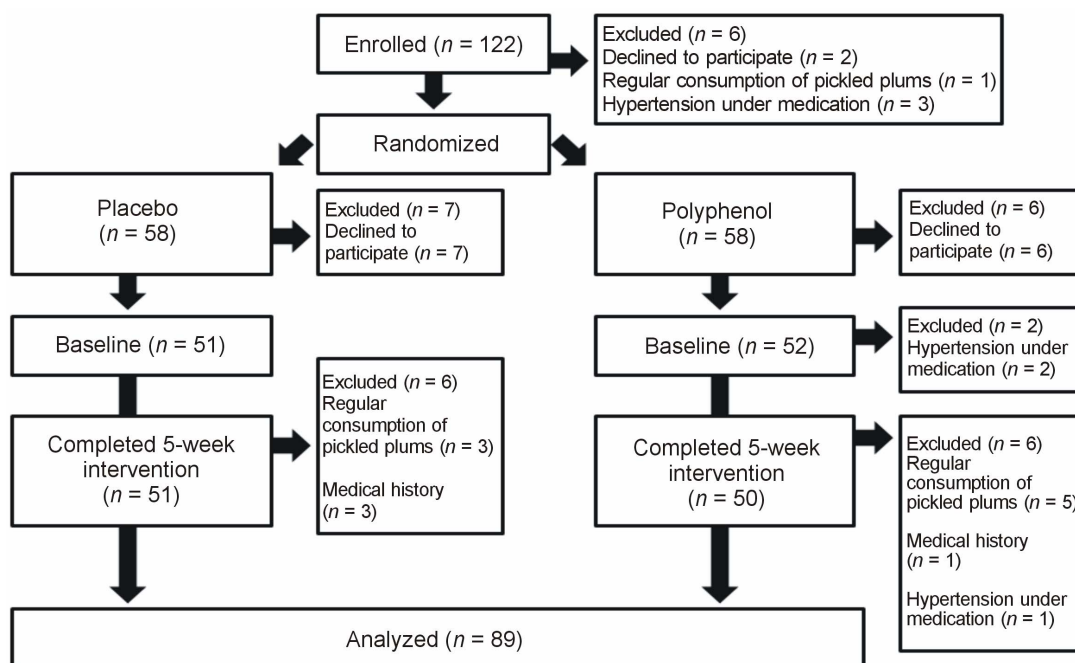 Enrolled (n = 122)
Excluded (n = 6)
Declined to participate (n = 2)
Regular consumption of pickled plums (n = 1)
Hypertension under medication (n = 3)
Randomized
Placebo
(n = 58)
Excluded (n = 7)
Declined to
participate (n = 7)
Polyphenol
(n = 58)
Excluded (n = 6)
Declined to
participate (n = 6)
Baseline (n = 51)
Baseline (n = 52)
Excluded (n = 2)
Hypertension under
medication (n = 2)
Completed 5-week
intervention
(n = 51)
Excluded (n = 6)
Regular
consumption of
pickled plums (n = 3)
Medical history
(n = 3)
Completed 5-week
intervention
(n = 50)
Excluded (n = 6)
Regular
consumption of
pickled plums (n = 5)
Medical history
(n = 1)
Hypertension under
medication (n = 1)
Analyzed (n = 89)